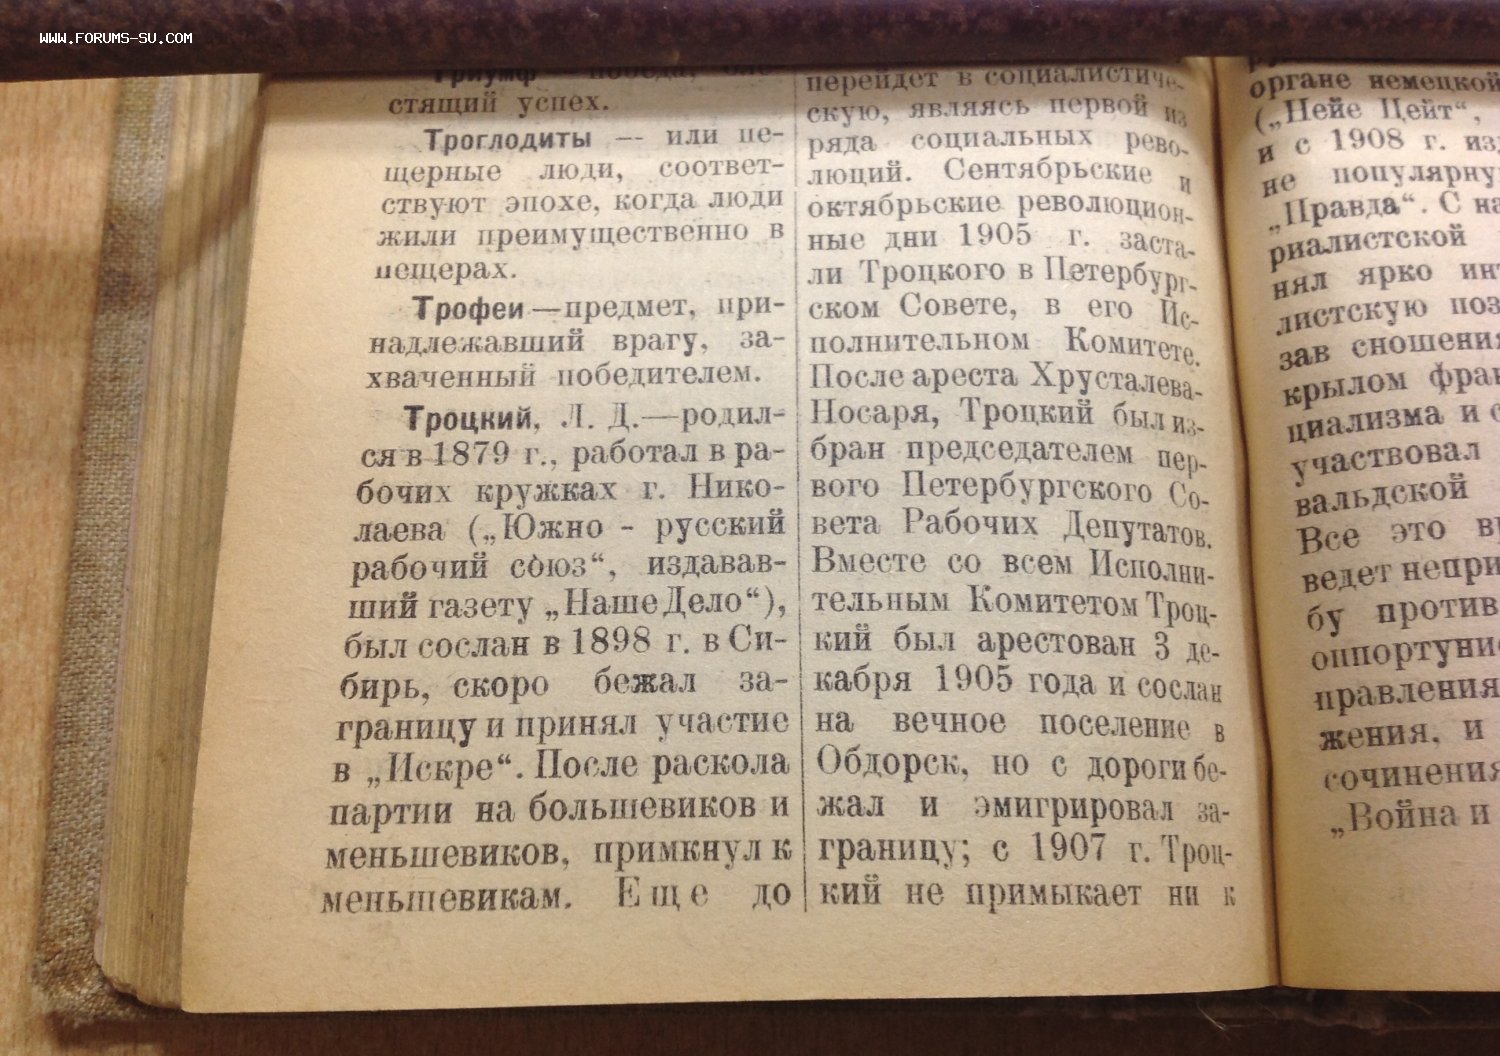 WWW.FORUMS-SU.COM
Триумф — победа, бле-
стящий успех.
Троглодиты — или пе-
щерные люди, соответ-
ствуют эпохе, когда люди
жили преимущественно в
пещерах.
Трофеи — предмет, при-
надлежавший врагу, за-
хваченный победителем.
Троцкий, Л. Д.—родил-
ся в 1879 г., работал в ра-
бочих кружках г. Нико-
лаева („Южно - русский
рабочий союз“, издавав-
ший газету „Наше Дело“),
был сослан в 1898 г. в Си-
бирь, скоро бежал за-
границу и принял участие
в „Искре“. После раскола
партии на большевиков и
меньшевиков, примкнул к
меньшевикам. Еще до
перейдет в социалистиче-
скую, являясь первой из
ряда социальных рево-
люций. Сентябрьские и
октябрьские революцион-
ные дни 1905 г. заста-
ли Троцкого в Петербург-
ском Совете, в его Ис-
полнительном Комитете.
После ареста Хрусталева-
Носаря, Троцкий был из-
бран председателем пер-
вого Петербургского Со-
вета Рабочих Депутатов.
Вместе со всем Исполни-
тельным Комитетом Троц-
кий был арестован 3 де-
кабря 1905 года и сослан
на вечное поселение в
Обдорск, но с дороги бе-
жал и эмигрировал за-
границу; с 1907 г. Троц-
кий не примыкает ни к
органе немецкой
(„Нейе Цейт“,
и с 1908 г. из
не популярну
„Правда“. С на
риалистской
нял ярко инт
листскую поз
зав сношения
крылом фран
циализма и с
участвовал
вальдской
Все это вр
ведет непри
бу против
оппортуни
правления
жения, и
сочинения
„Война и